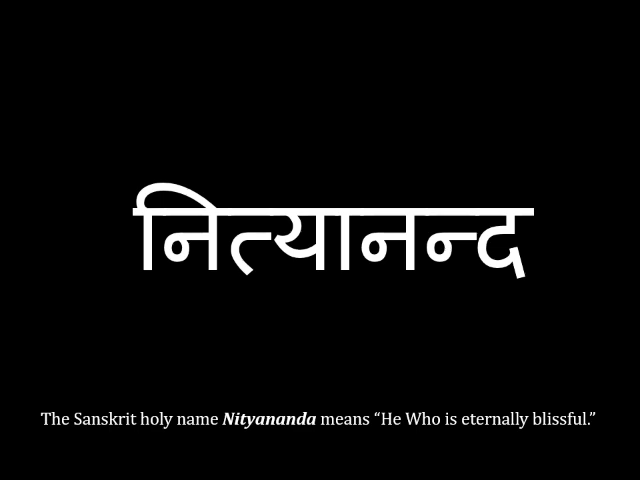 नित्यानन्द
The Sanskrit holy name Nityananda means “He Who is eternally blissful.”